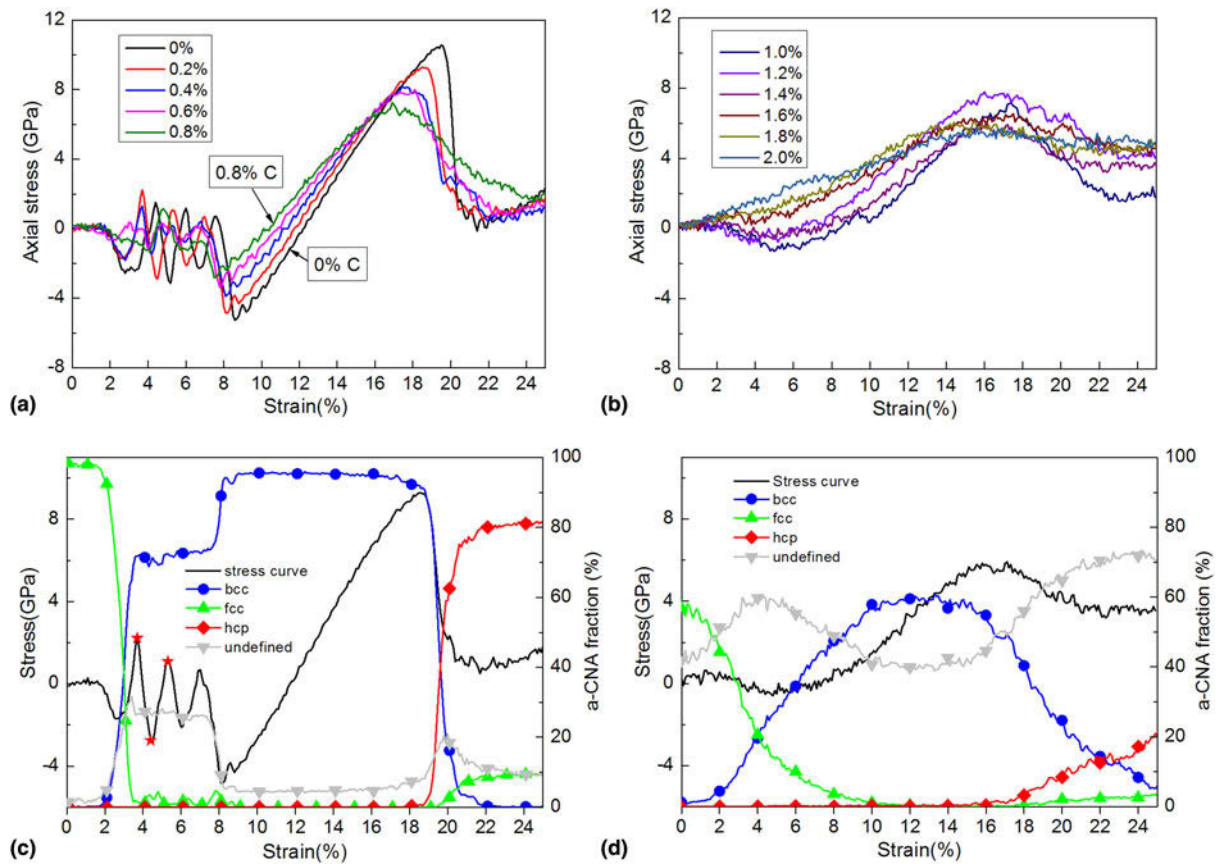 12
8
4
0
-4
-8
Axial stress (GPa)
0%
0.2%
0.4%
0.6%
0.8%
0.8% C
0% C
0 2 4 6 8 10 12 14 16 18 20 22 24
Strain(%)
(a)
12
8
4
0
-4
-8
Axial stress (GPa)
1.0%
1.2%
1.4%
1.6%
1.8%
2.0%
0 2 4 6 8 10 12 14 16 18 20 22 24
Strain(%)
(b)
8
4
0
-4
Stress(GPa)
stress curve
bcc
fcc
hcp
undefined
100
80
60
40
20
0
a-CNA fraction (%)
0 2 4 6 8 10 12 14 16 18 20 22 24
Strain(%)
(c)
8
4
0
-4
Stress(GPa)
Stress curve
bcc
fcc
hcp
undefined
100
80
60
40
20
0
a-CNA fraction (%)
0 2 4 6 8 10 12 14 16 18 20 22 24
Strain(%)
(d)